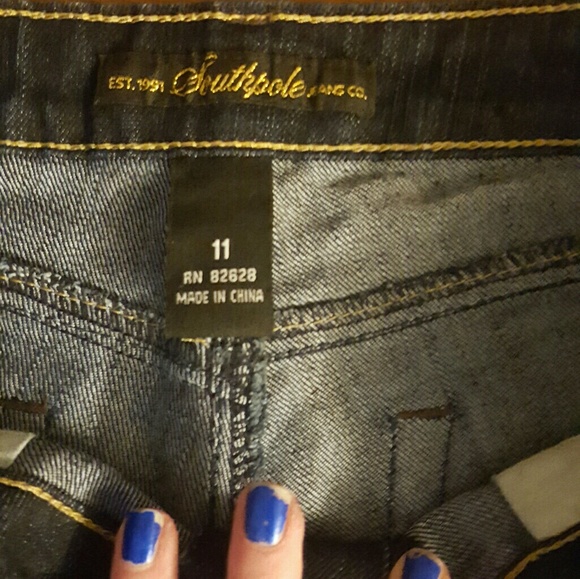 EST. 1991 Southpole JEANS CO.
11
RN 82628
MADE IN CHINA